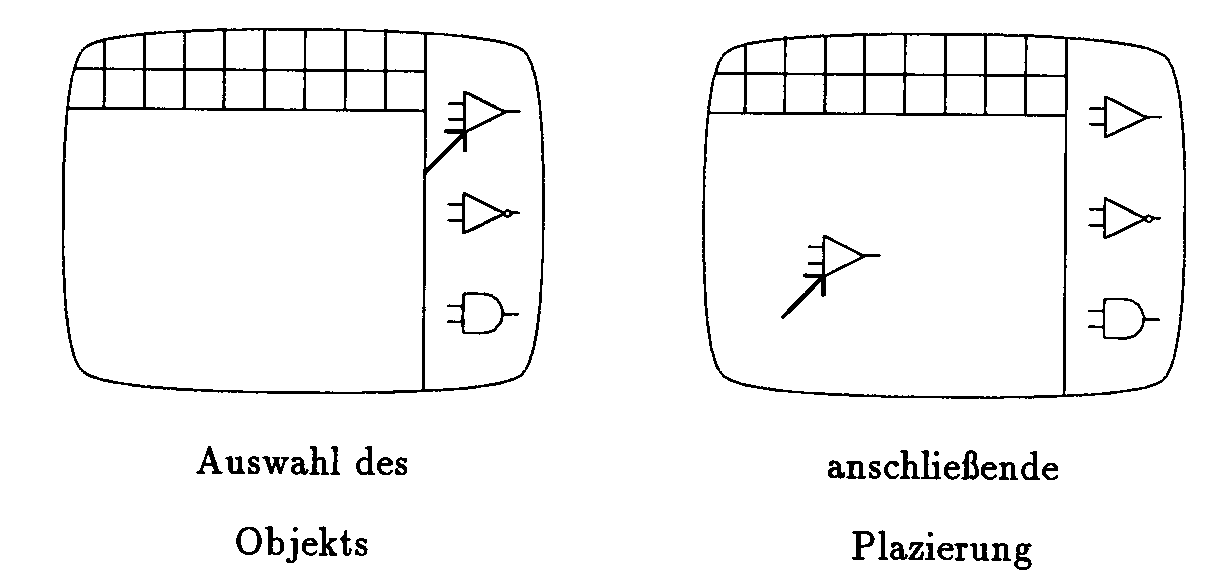 Auswahl des
Objekts
anschließende
Plazierung